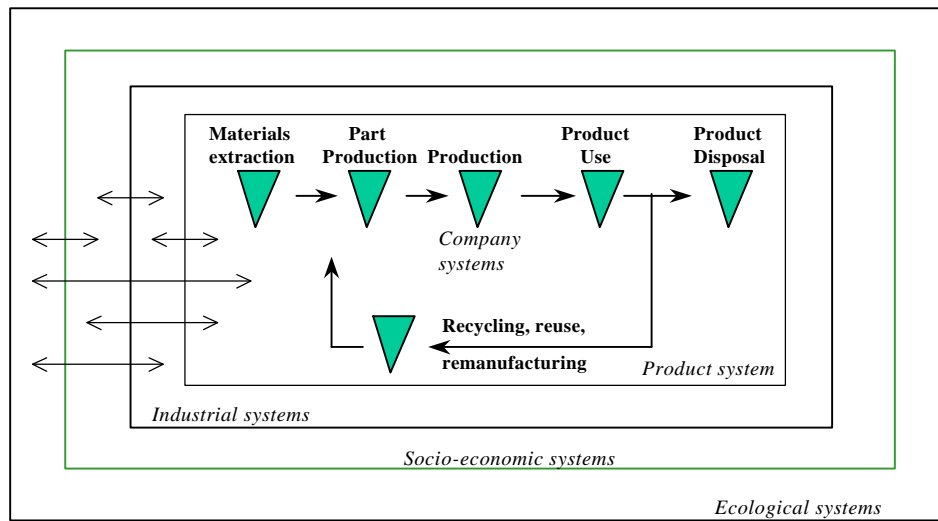 Materials
extraction
Part
Production
Production
Product
Use
Product
Disposal
Company
systems
Recycling, reuse,
remanufacturing
Product system
Industrial systems
Socio-economic systems
Ecological systems